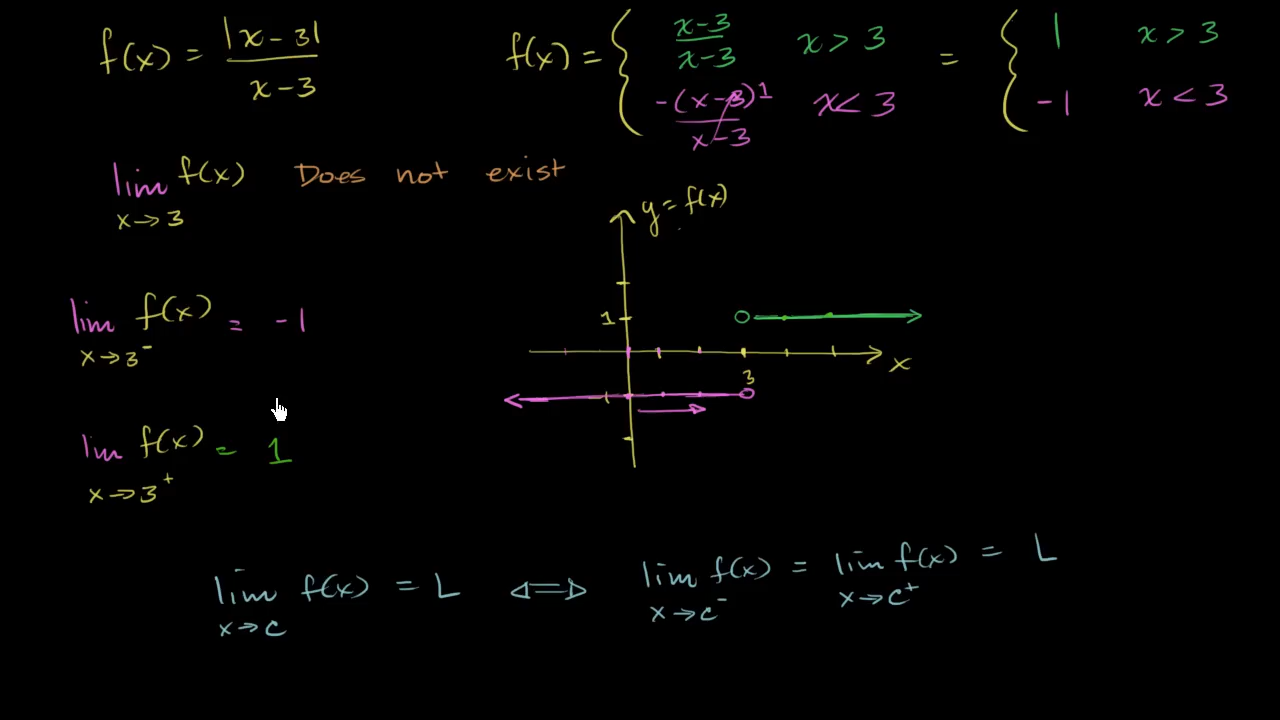 f(x) = |x-3| / x-3
f(x) = { x-3 / x-3 x > 3 = { 1 x > 3
-(x-3) 1 / x-3 x < 3 -1 x < 3
lim f(x) Does not exist
x→3
y = f(x)
lim f(x) = -1
x→3⁻
1
x
3
lim f(x) = 1
x→3⁺
lim f(x) = L ⟺ lim f(x) = lim f(x) = L
x→c x→c⁻ x→c⁺